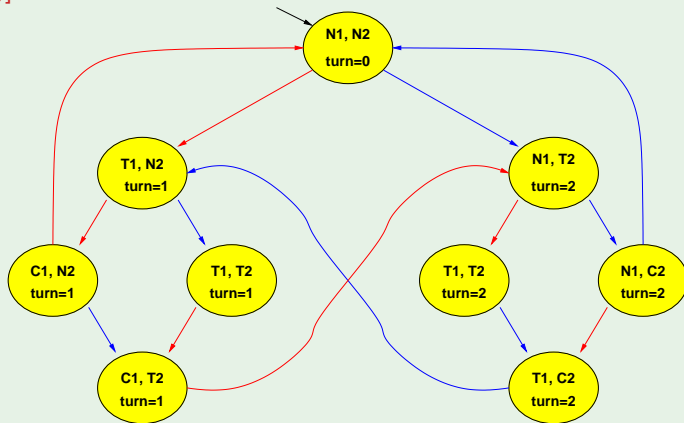 N1, N2
turn=0
T1, N2
turn=1
N1, T2
turn=2
C1, N2
turn=1
T1, T2
turn=1
T1, T2
turn=2
N1, C2
turn=2
C1, T2
turn=1
T1, C2
turn=2